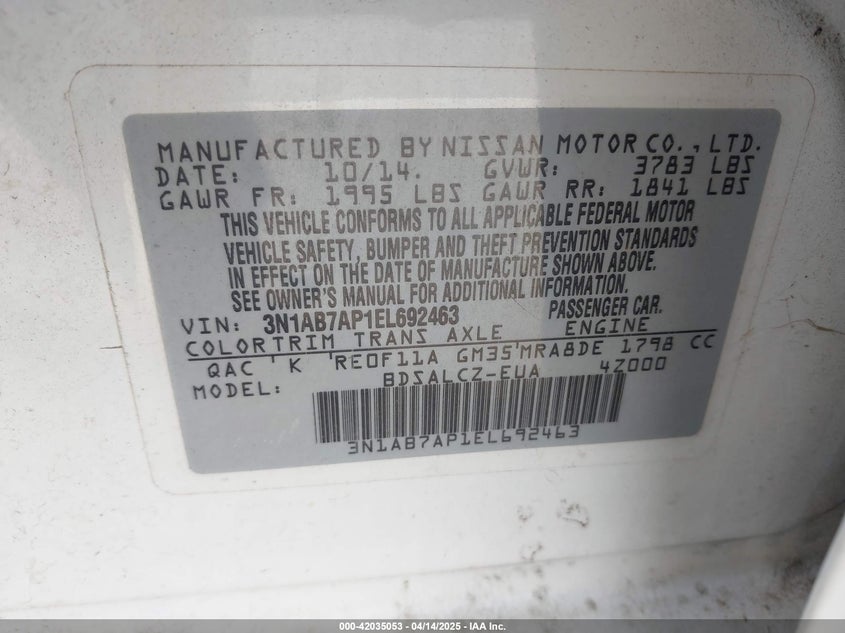 MANUFACTURED BY NISSAN MOTOR CO., LTD.
DATE: 10/14. GVWR: 3783 LBS
GAWR FR: 1995 LBS GAWR RR: 1841 LBS
THIS VEHICLE CONFORMS TO ALL APPLICABLE FEDERAL MOTOR
VEHICLE SAFETY, BUMPER AND THEFT PREVENTION STANDARDS
IN EFFECT ON THE DATE OF MANUFACTURE SHOWN ABOVE.
SEE OWNER'S MANUAL FOR ADDITIONAL INFORMATION.
VIN: 3N1AB7AP1EL692463 PASSENGER CAR.
COLOR TRIM TRANS AXLE ENGINE
QAC K RE0F11A GM35 MRA8DE 1798 CC
MODEL: BDSALCZ-EUA 4Z000
3N1AB7AP1EL692463
000-42035053 - 04/14/2025 - IAA Inc.